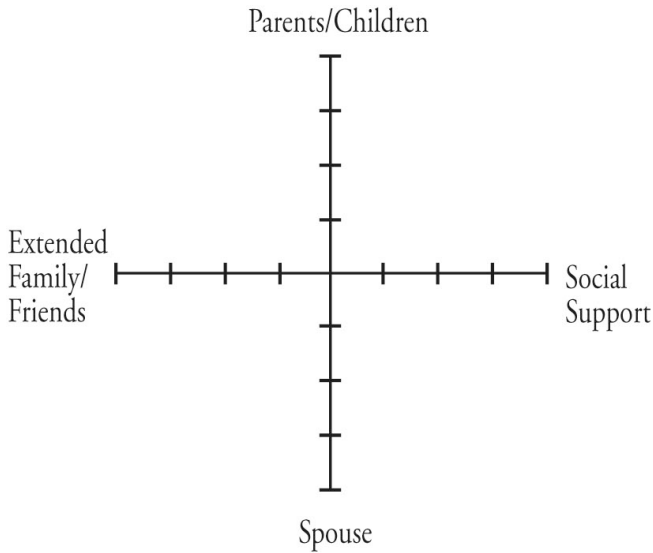 Parents/Children
Extended
Family/
Friends
Social
Support
Spouse